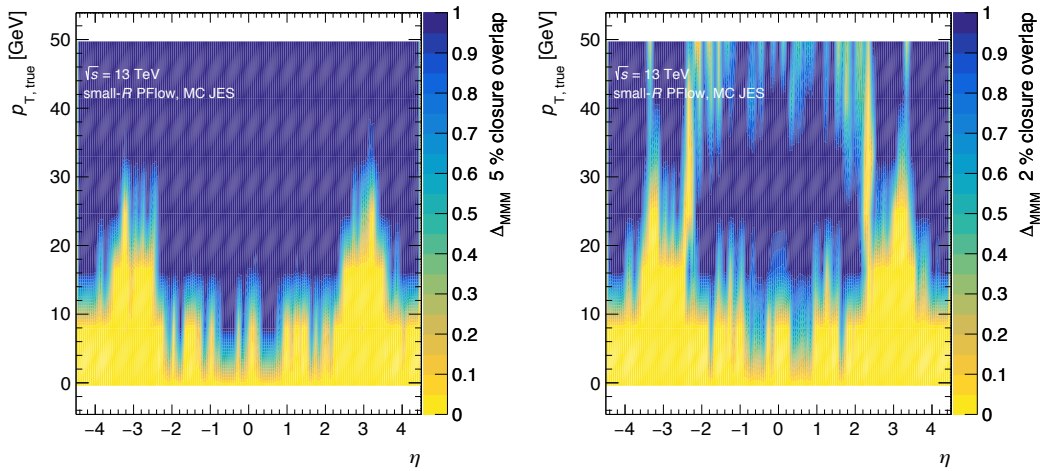 p_T, true [GeV]
50
40
30
20
10
0
√s = 13 TeV
small-R PFlow, MC JES
−4 −3 −2 −1 0 1 2 3 4
η
1
0.9
0.8
0.7
0.6
0.5
0.4
0.3
0.2
0.1
0
Δ_MMM 5 % closure overlap
p_T, true [GeV]
50
40
30
20
10
0
√s = 13 TeV
small-R PFlow, MC JES
−4 −3 −2 −1 0 1 2 3 4
η
1
0.9
0.8
0.7
0.6
0.5
0.4
0.3
0.2
0.1
0
Δ_MMM 2 % closure overlap